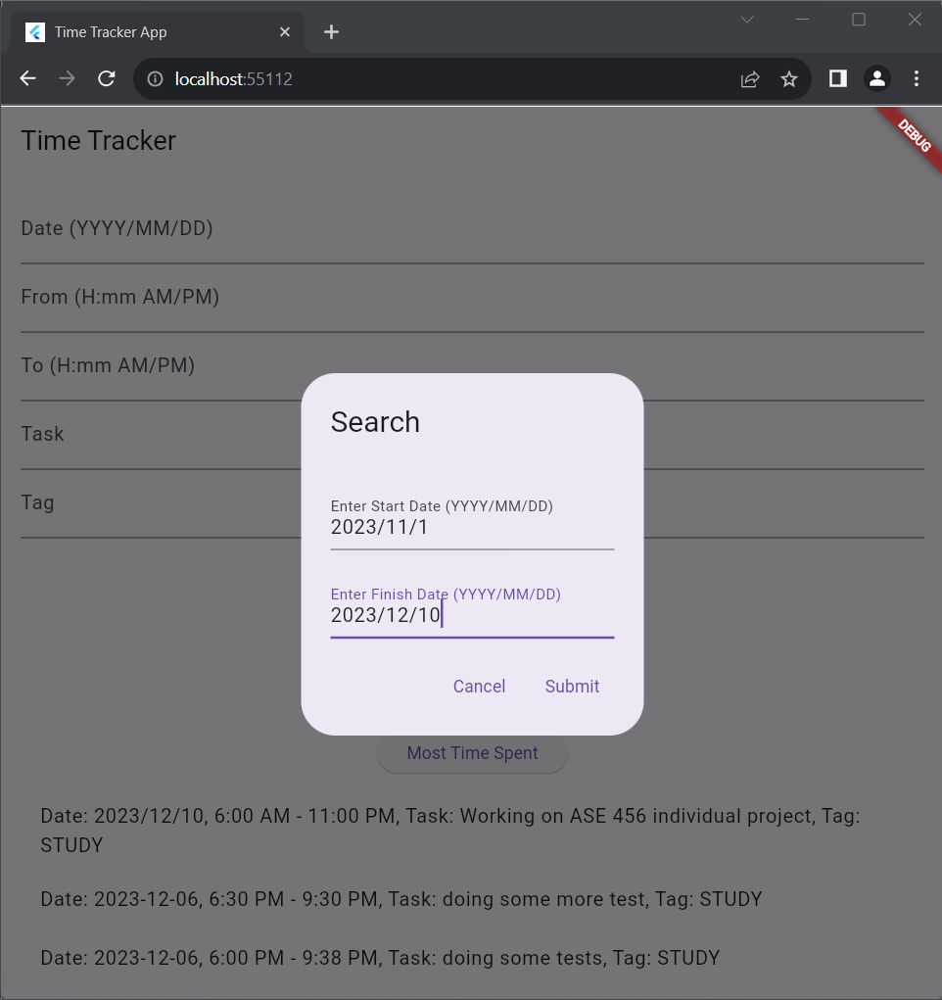 Time Tracker App
localhost:55112
DEBUG
Time Tracker
Date (YYYY/MM/DD)
From (H:mm AM/PM)
To (H:mm AM/PM)
Task
Tag
Search
Enter Start Date (YYYY/MM/DD)
2023/11/1
Enter Finish Date (YYYY/MM/DD)
2023/12/10
Cancel Submit
Most Time Spent
Date: 2023/12/10, 6:00 AM - 11:00 PM, Task: Working on ASE 456 individual project, Tag:
STUDY
Date: 2023-12-06, 6:30 PM - 9:30 PM, Task: doing some more test, Tag: STUDY
Date: 2023-12-06, 6:00 PM - 9:38 PM, Task: doing some tests, Tag: STUDY